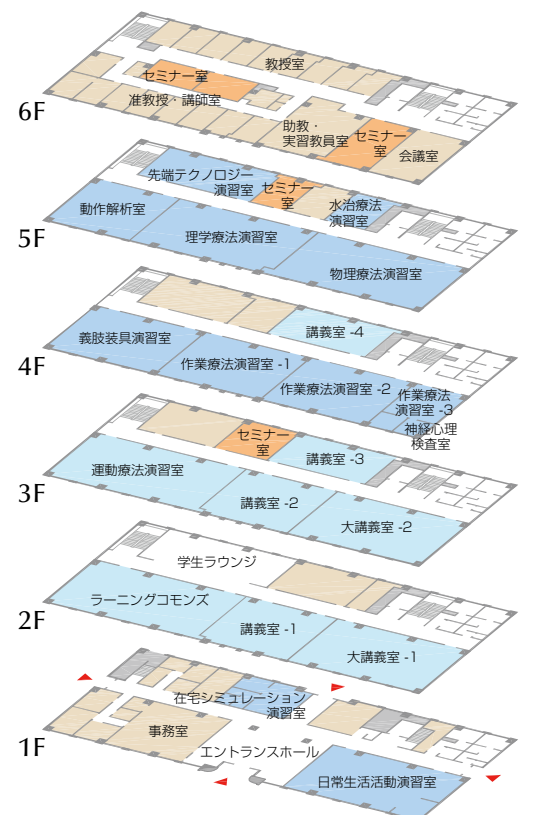 6F
教授室
セミナー室
准教授・講師室
助教・
実習教員室
セミナー
室
会議室
5F
先端テクノロジー
演習室
セミナー
室
水治療法
演習室
動作解析室
理学療法演習室
物理療法演習室
4F
講義室 -4
義肢装具演習室
作業療法演習室 -1
作業療法演習室 -2
作業療法
演習室 -3
神経心理
検査室
3F
セミナー
室
講義室 -3
運動療法演習室
講義室 -2
大講義室 -2
2F
学生ラウンジ
ラーニングコモンズ
講義室 -1
大講義室 -1
1F
在宅シミュレーション
演習室
事務室
エントランスホール
日常生活活動演習室